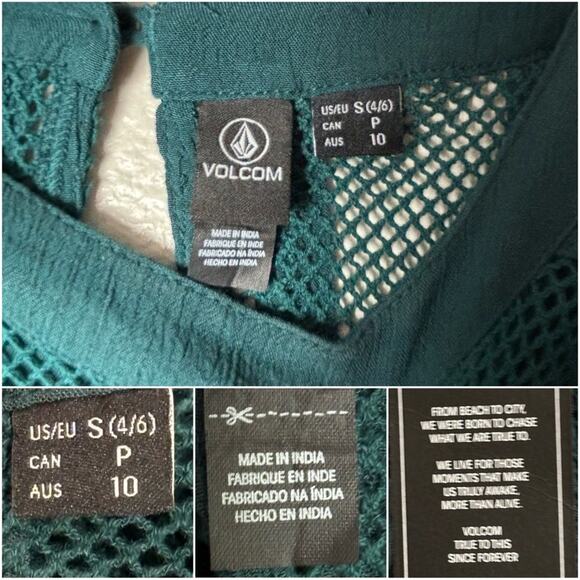 VOLCOM
US/EU S (4/6)
CAN P
AUS 10
MADE IN INDIA
FABRIQUE EN INDE
FABRICADO NA ÍNDIA
HECHO EN INDIA
US/EU S (4/6)
CAN P
AUS 10
MADE IN INDIA
FABRIQUE EN INDE
FABRICADO NA ÍNDIA
HECHO EN INDIA
FROM BEACH TO CITY,
WE WERE BORN TO CHASE
WHAT WE ARE TRUE TO.
WE LIVE FOR THOSE
MOMENTS THAT MAKE
US TRULY AWAKE,
MORE THAN ALIVE.
VOLCOM
TRUE TO THIS
SINCE FOREVER